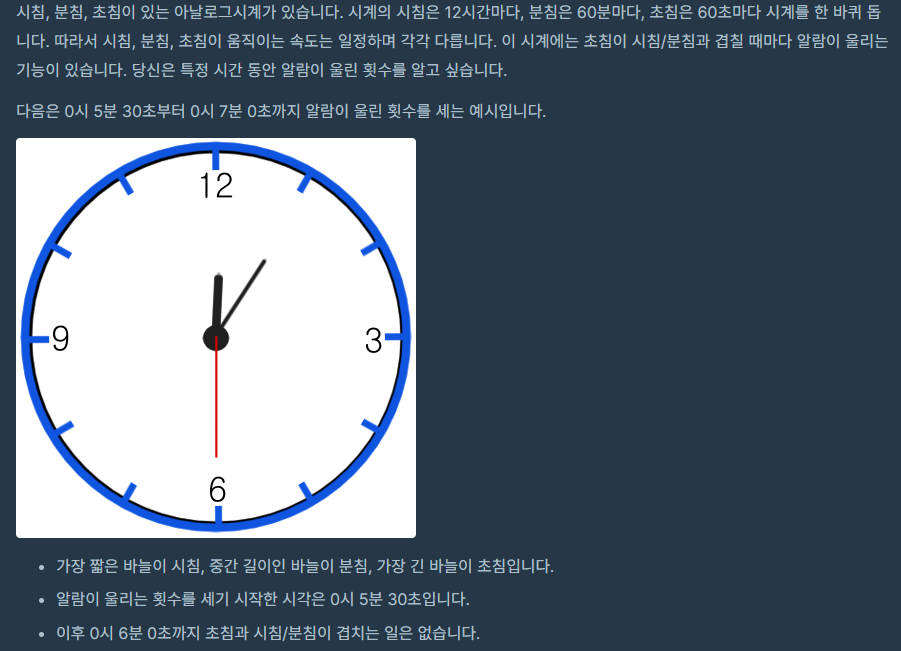 시침, 분침, 초침이 있는 아날로그시계가 있습니다. 시계의 시침은 12시간마다, 분침은 60분마다, 초침은 60초마다 시계를 한 바퀴 돕
니다. 따라서 시침, 분침, 초침이 움직이는 속도는 일정하며 각각 다릅니다. 이 시계에는 초침이 시침/분침과 겹칠 때마다 알람이 울리는
기능이 있습니다. 당신은 특정 시간 동안 알람이 울린 횟수를 알고 싶습니다.
다음은 0시 5분 30초부터 0시 7분 0초까지 알람이 울린 횟수를 세는 예시입니다.
12
9
3
6
• 가장 짧은 바늘이 시침, 중간 길이인 바늘이 분침, 가장 긴 바늘이 초침입니다.
• 알람이 울리는 횟수를 세기 시작한 시각은 0시 5분 30초입니다.
• 이후 0시 6분 0초까지 초침과 시침/분침이 겹치는 일은 없습니다.